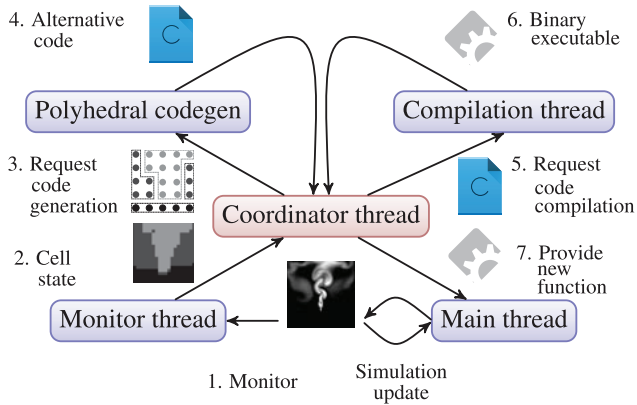 4. Alternative
code
C
6. Binary
executable
Polyhedral codegen
Compilation thread
3. Request
code
generation
C
5. Request
code
compilation
Coordinator thread
2. Cell
state
7. Provide
new
function
Monitor thread
Main thread
1. Monitor
Simulation
update